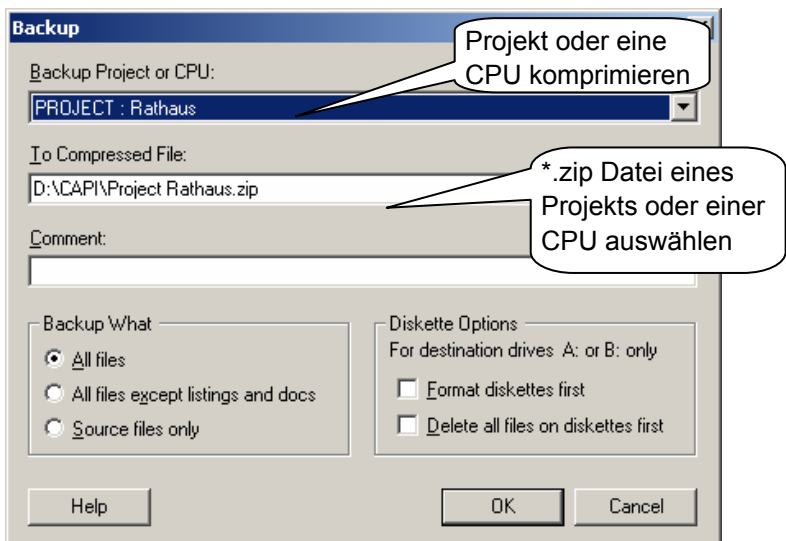 Backup
Projekt oder eine
CPU komprimieren
Backup Project or CPU:
PROJECT : Rathaus
To Compressed File:
D:\CAPI\Project Rathaus.zip
*.zip Datei eines
Projekts oder einer
CPU auswählen
Comment:
Backup What
All files
All files except listings and docs
Source files only
Diskette Options
For destination drives A: or B: only
Format diskettes first
Delete all files on diskettes first
Help
OK
Cancel